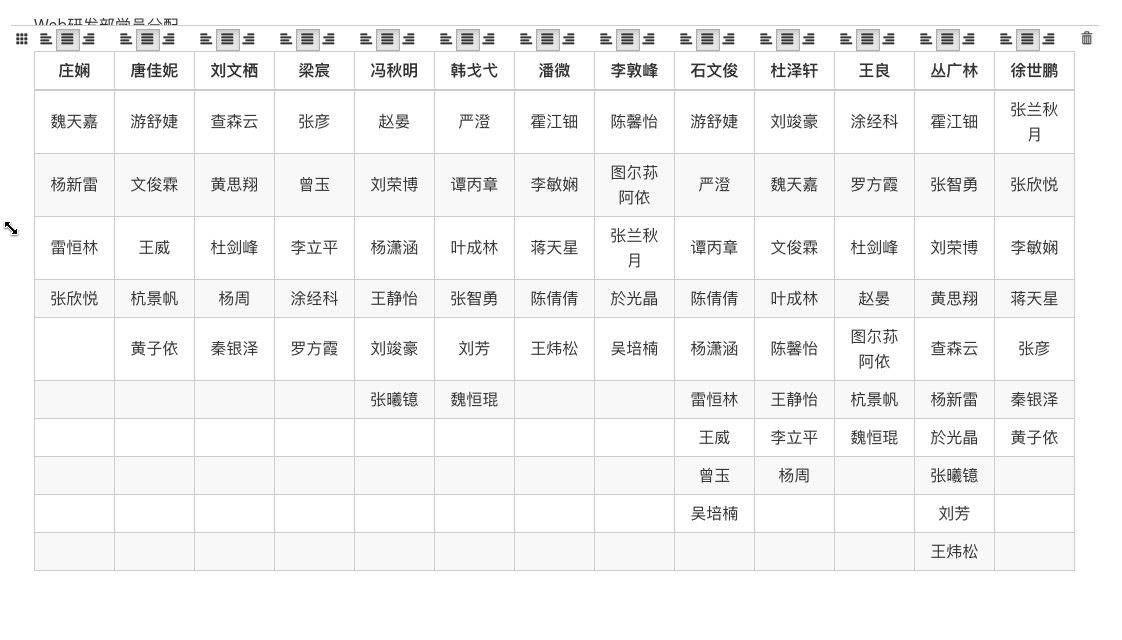 Web研发部学员分配
庄娴 唐佳妮 刘文栖 梁宸 冯秋明 韩戈弋 潘微 李敦峰 石文俊 杜泽轩 王良 丛广林 徐世鹏
魏天嘉 游舒婕 查森云 张彦 赵晏 严澄 霍江钿 陈馨怡 游舒婕 刘竣豪 涂经科 霍江钿 张兰秋月
杨新雷 文俊霖 黄思翔 曾玉 刘荣博 谭丙章 李敏娴 图尔荪阿依 严澄 魏天嘉 罗方霞 张智勇 张欣悦
雷恒林 王威 杜剑峰 李立平 杨潇涵 叶成林 蒋天星 张兰秋月 谭丙章 文俊霖 杜剑峰 刘荣博 李敏娴
张欣悦 杭景帆 杨周 涂经科 王静怡 张智勇 陈倩倩 於光晶 陈倩倩 叶成林 赵晏 黄思翔 蒋天星
黄子依 秦银泽 罗方霞 刘竣豪 刘芳 王炜松 吴培楠 杨潇涵 陈馨怡 图尔荪阿依 查森云 张彦
张曦镱 魏恒琨 雷恒林 王静怡 杭景帆 杨新雷 秦银泽
王威 李立平 魏恒琨 於光晶 黄子依
曾玉 杨周 张曦镱
吴培楠 刘芳
王炜松